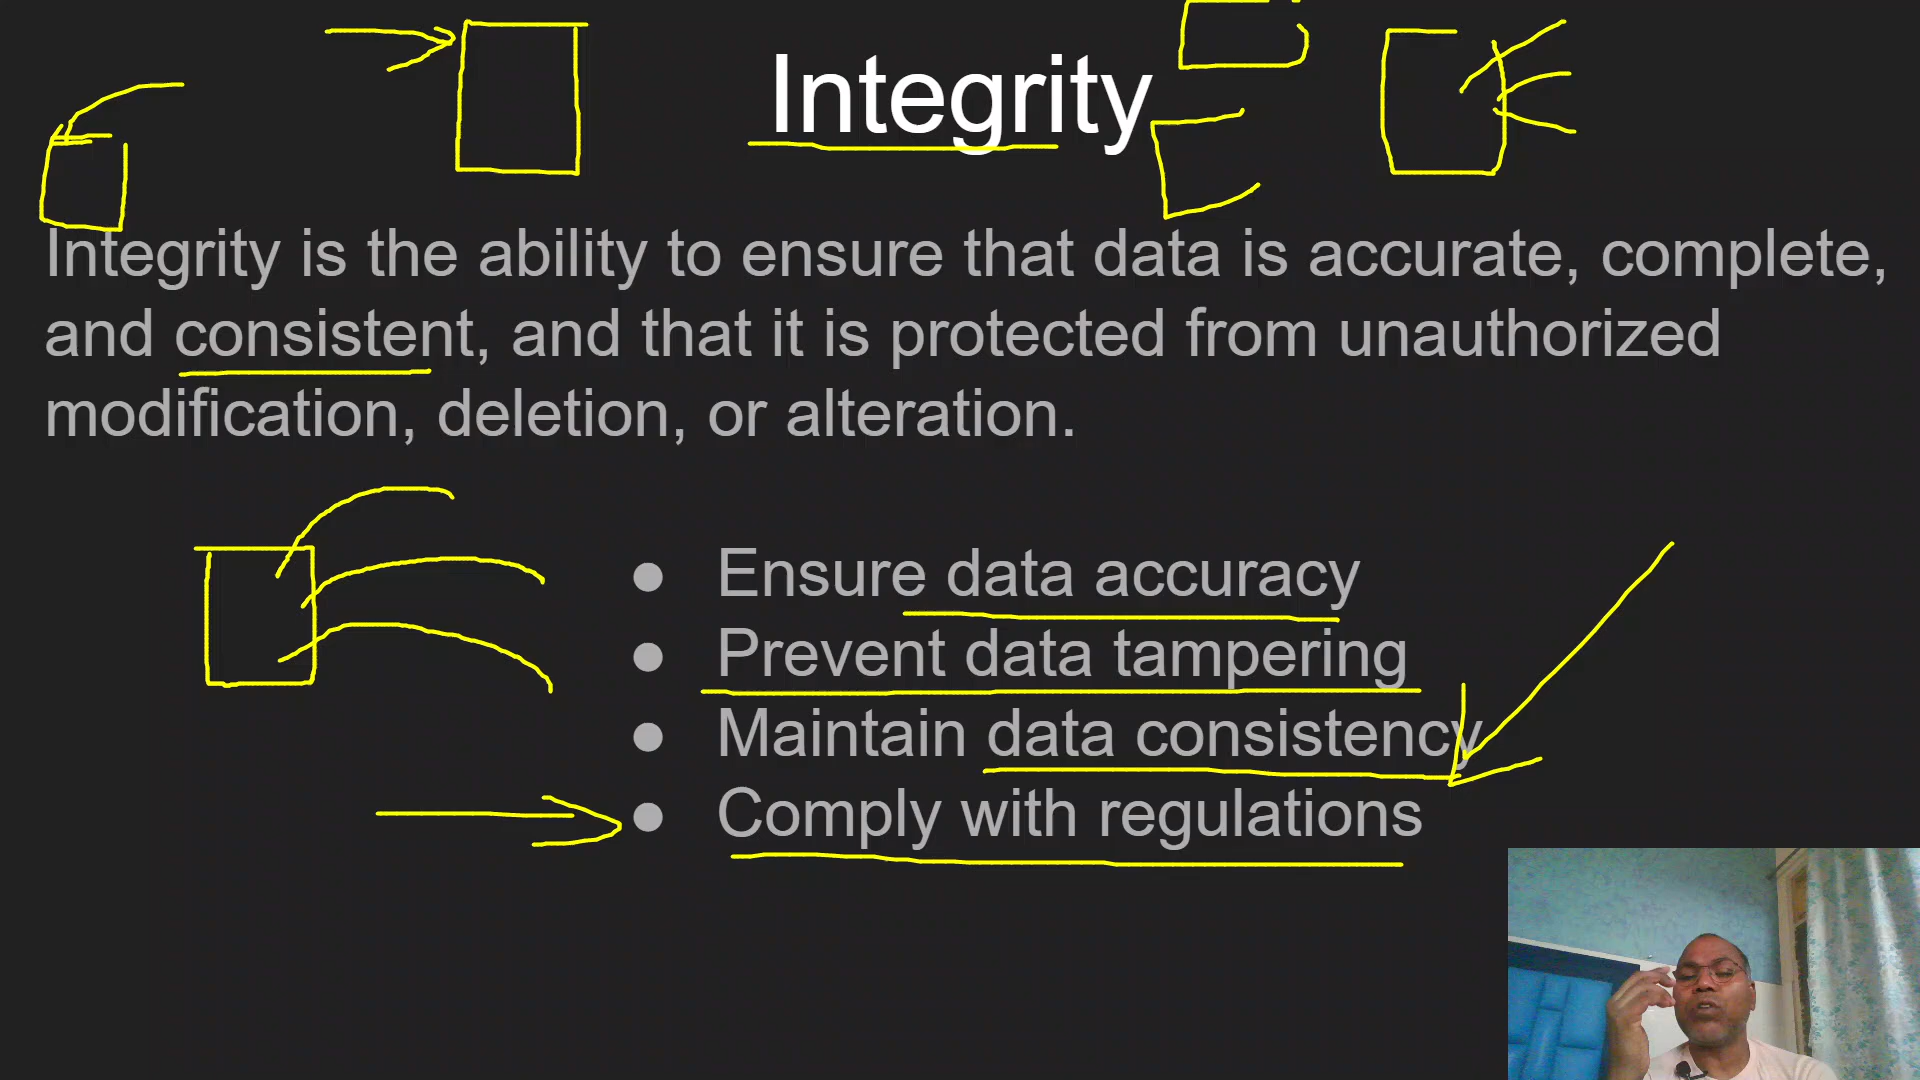 Integrity
Integrity is the ability to ensure that data is accurate, complete,
and consistent, and that it is protected from unauthorized
modification, deletion, or alteration.
● Ensure data accuracy
● Prevent data tampering
● Maintain data consistency
● Comply with regulations